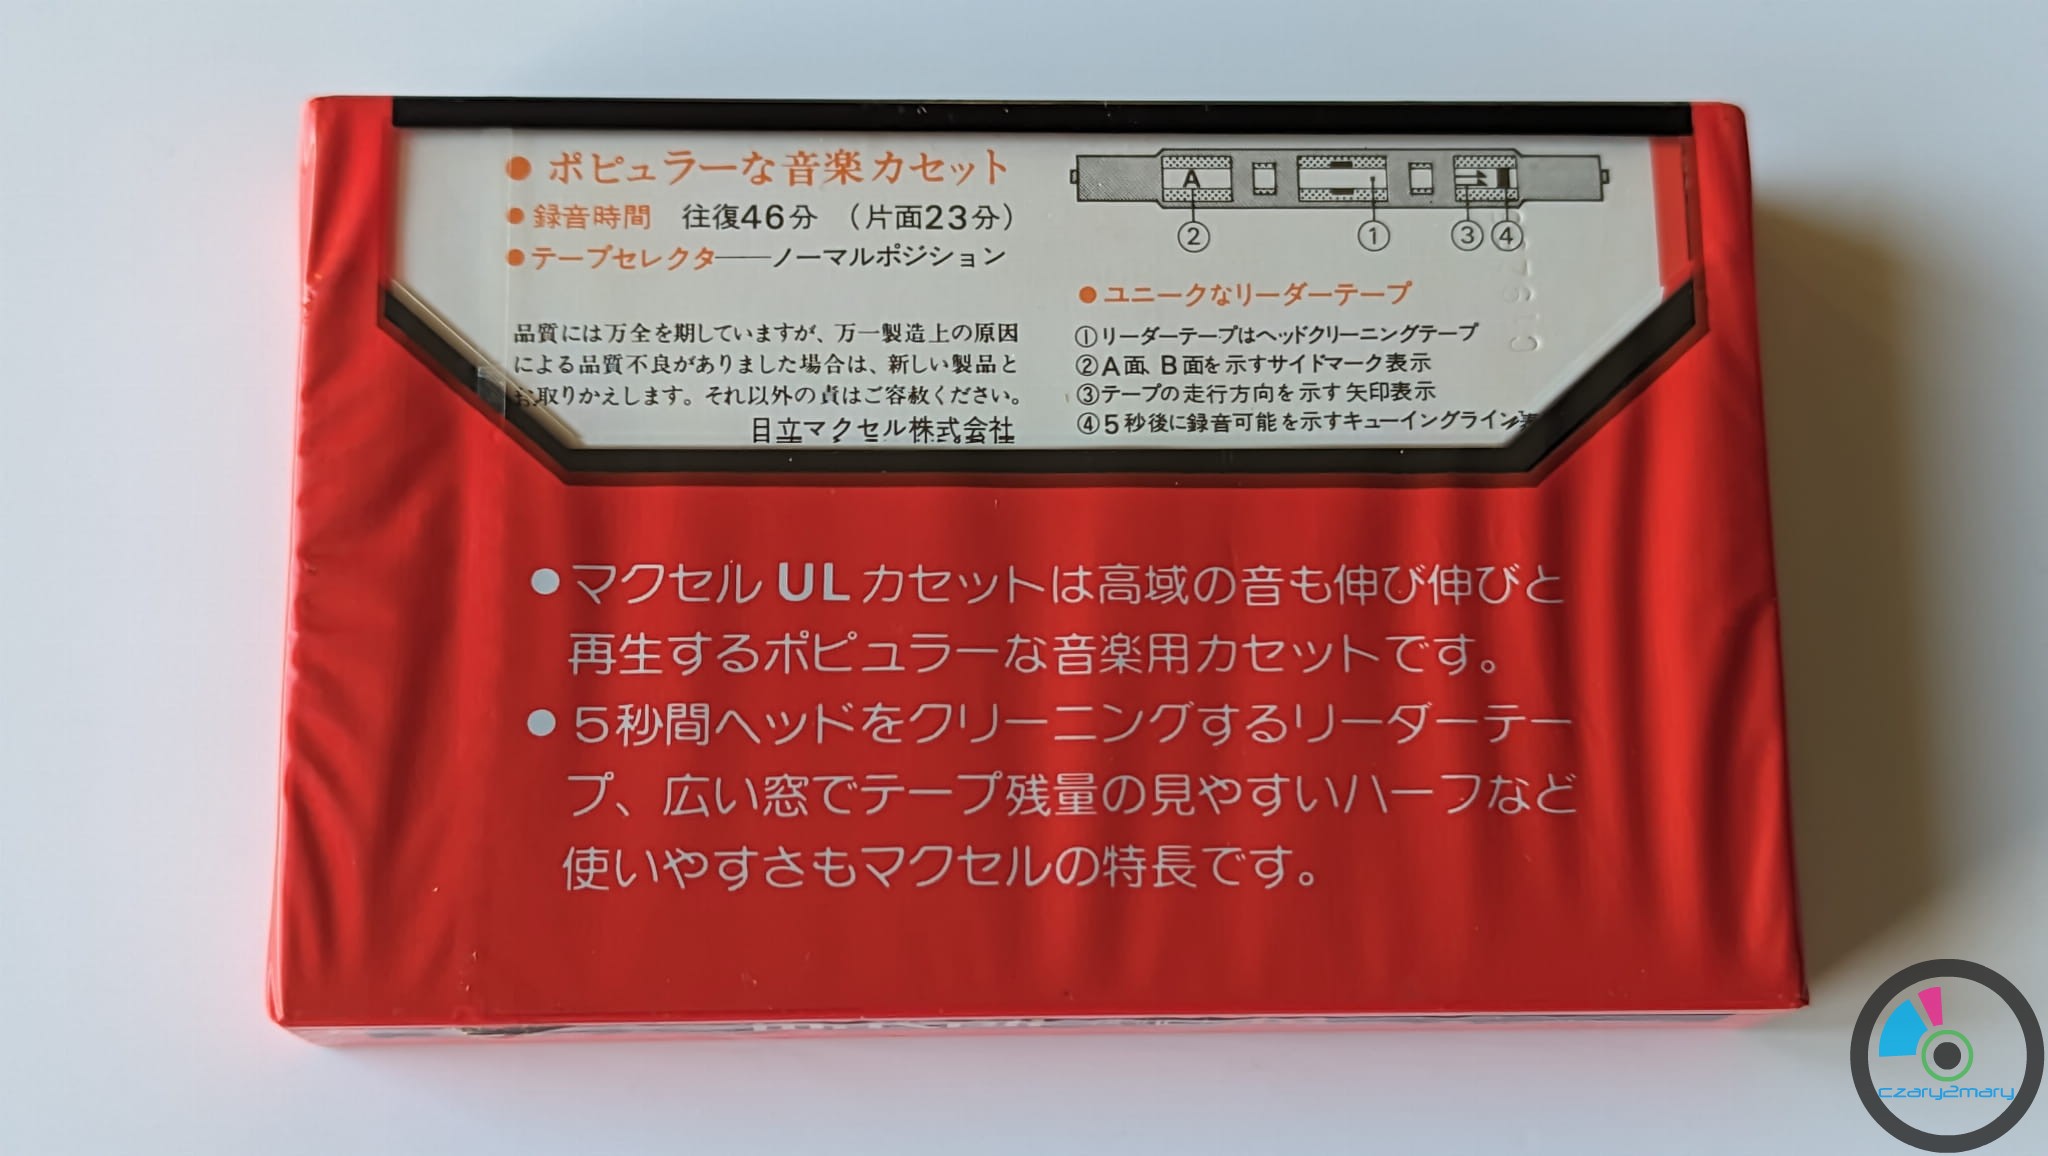 ● ポピュラーな音楽カセット
● 録音時間 往復46分 (片面23分)
● テープセレクター──ノーマルポジション
品質には万全を期していますが、万一製造上の原因
による品質不良がありました場合は、新しい製品と
お取りかえします。それ以外の責はご容赦ください。
日立マクセル株式会社
A
② ① ③ ④
● ユニークなリーダーテープ
①リーダーテープはヘッドクリーニングテープ
②A面、B面を示すサイドマーク表示
③テープの走行方向を示す矢印表示
④5秒後に録音可能を示すキューイングライン表
● マクセル UL カセットは高域の音も伸び伸びと
再生するポピュラーな音楽用カセットです。
● 5秒間ヘッドをクリーニングするリーダーテー
プ、広い窓でテープ残量の見やすいハーフなど
使いやすさもマクセルの特長です。
czary2mary